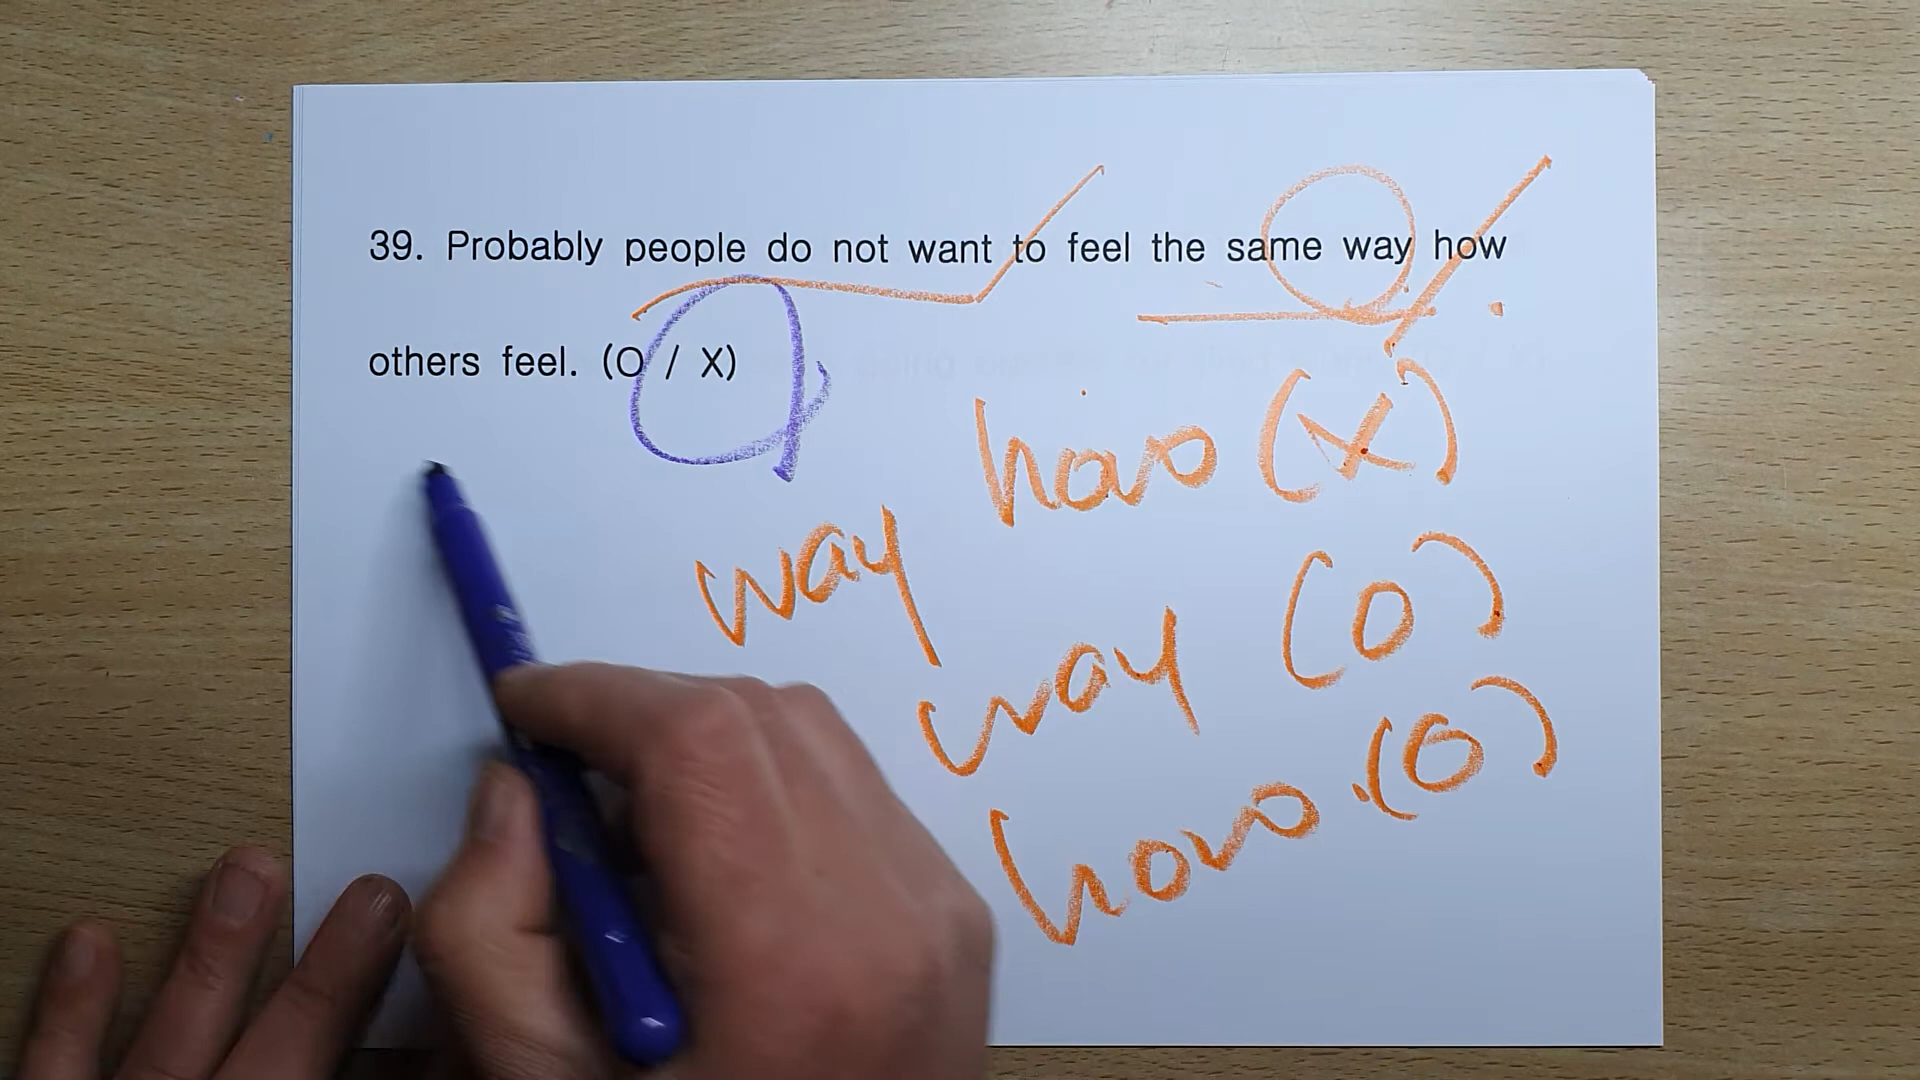 39. Probably people do not want to feel the same way how
others feel. (O / X)
way how (X)
way (O)
how (O)